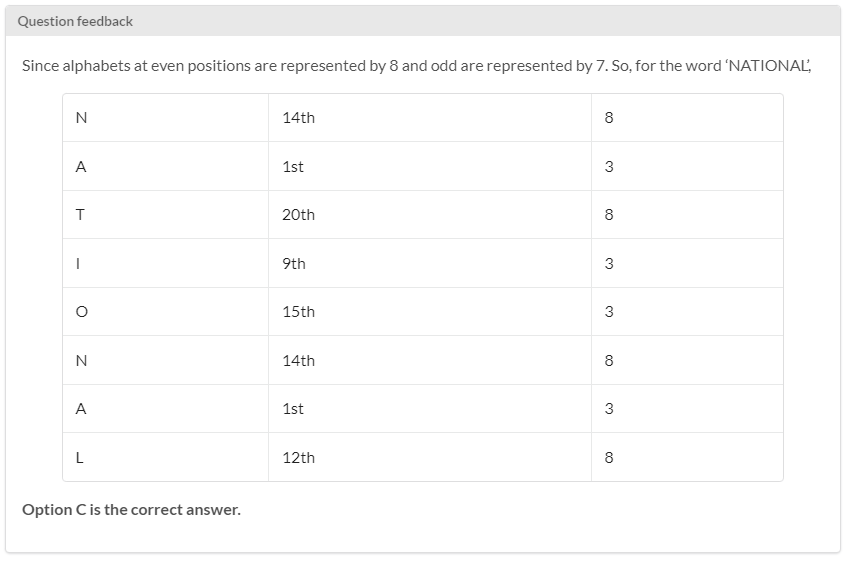 Question feedback
Since alphabets at even positions are represented by 8 and odd are represented by 7. So, for the word ‘NATIONAL’,
N 14th 8
A 1st 3
T 20th 8
I 9th 3
O 15th 3
N 14th 8
A 1st 3
L 12th 8
Option C is the correct answer.